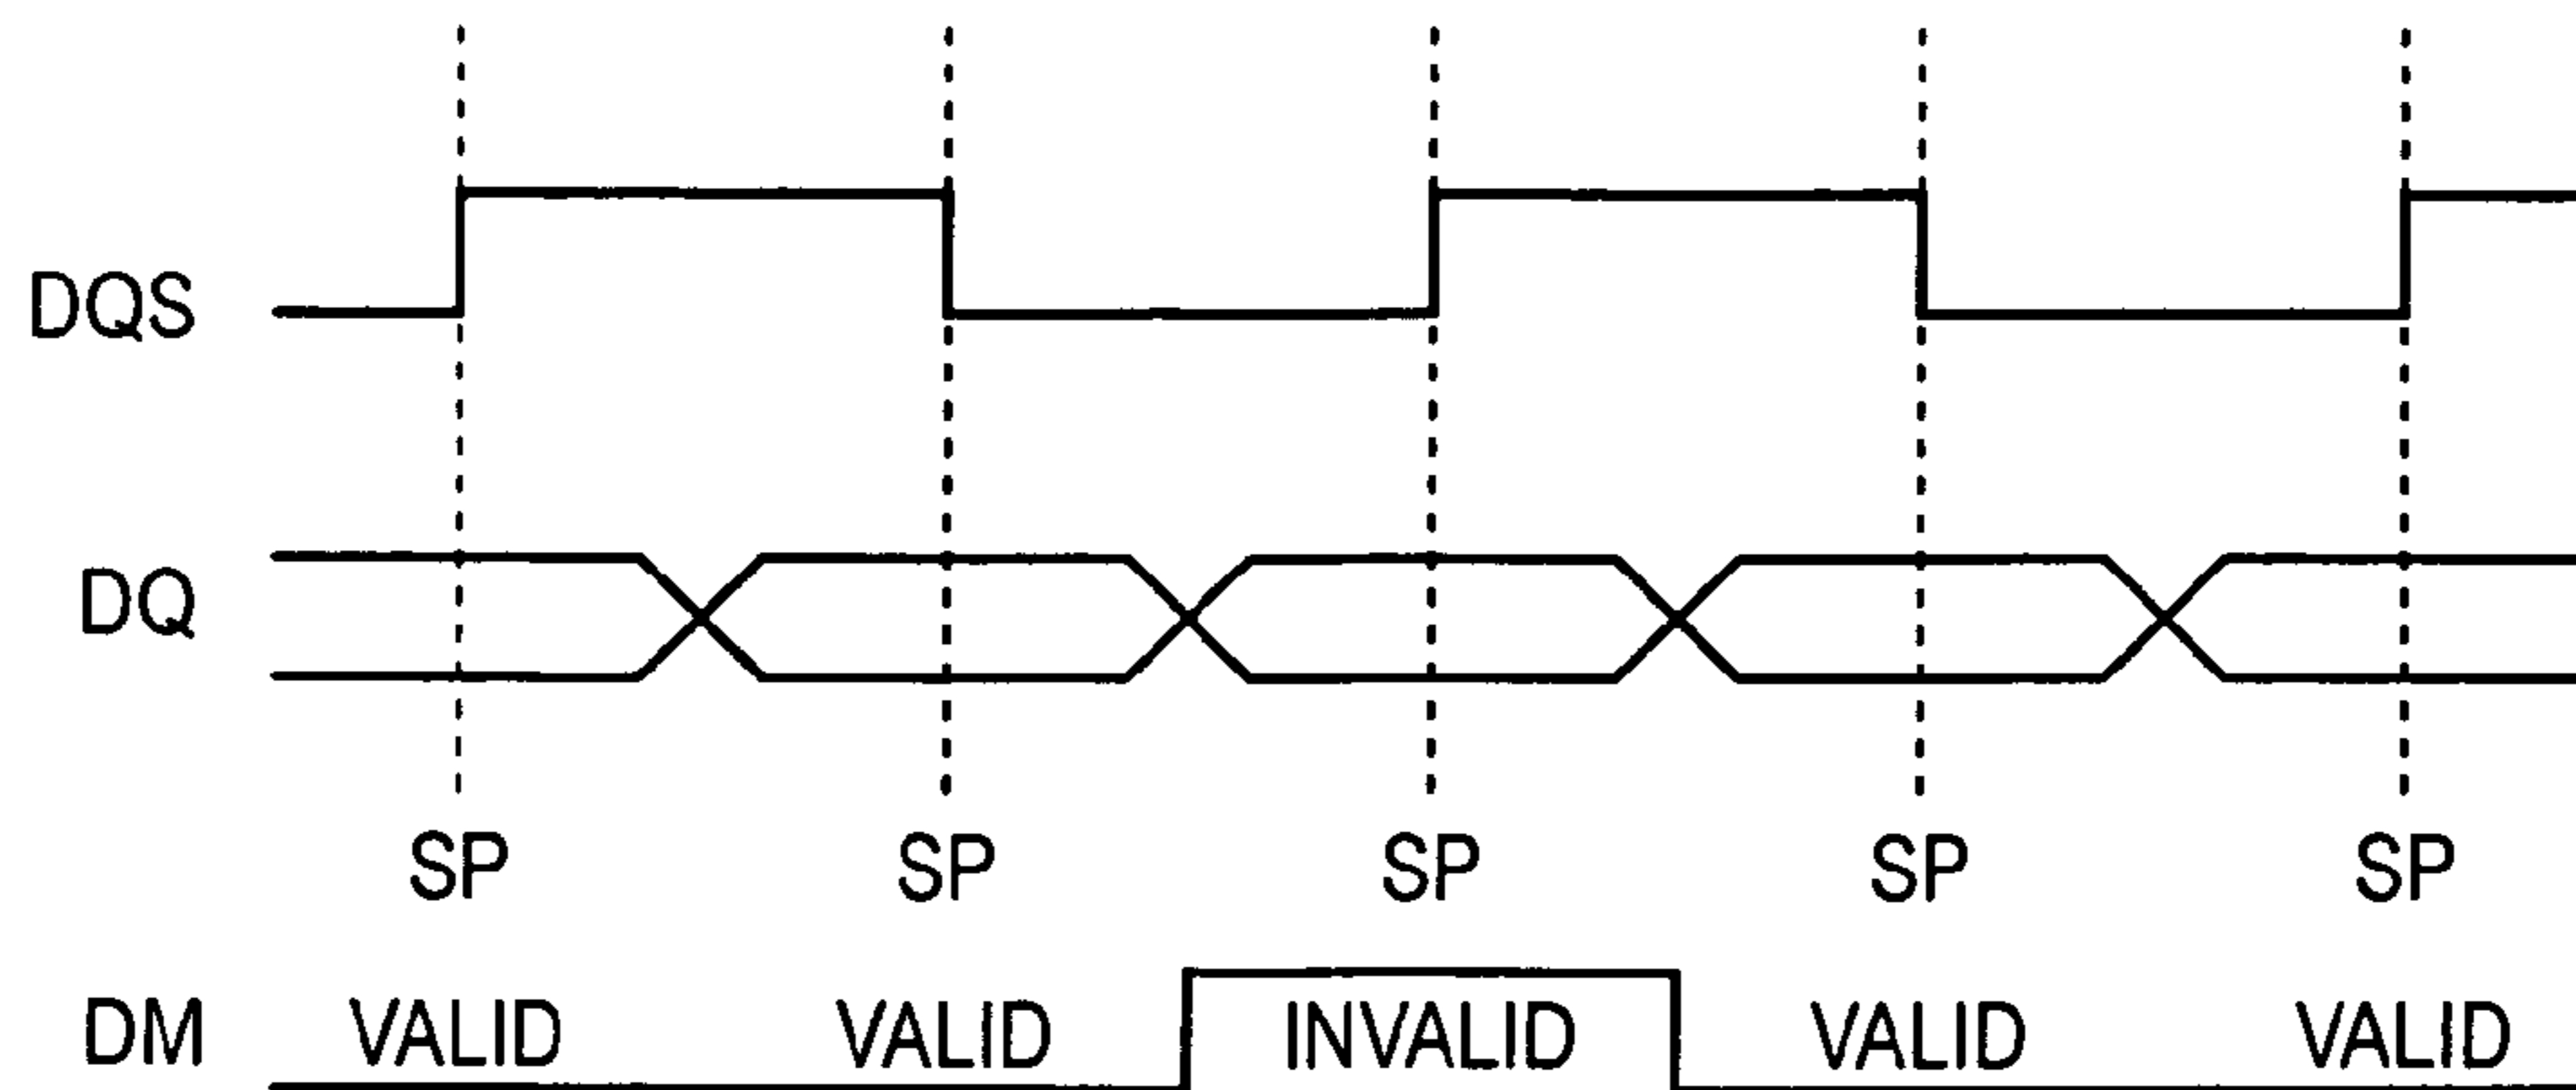 DQS
DQ
SP SP SP SP SP
DM VALID VALID INVALID VALID VALID